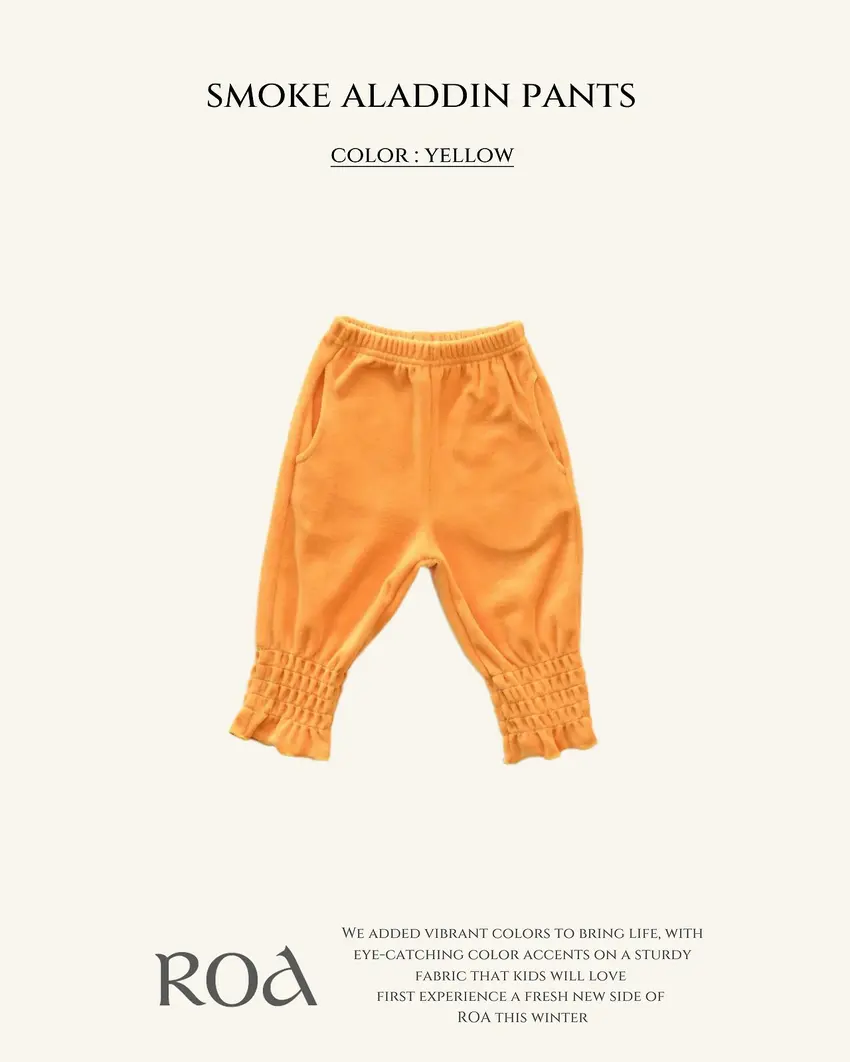 SMOKE ALADDIN PANTS
COLOR : YELLOW
ROA
WE ADDED VIBRANT COLORS TO BRING LIFE, WITH
EYE-CATCHING COLOR ACCENTS ON A STURDY
FABRIC THAT KIDS WILL LOVE
FIRST EXPERIENCE A FRESH NEW SIDE OF
ROA THIS WINTER